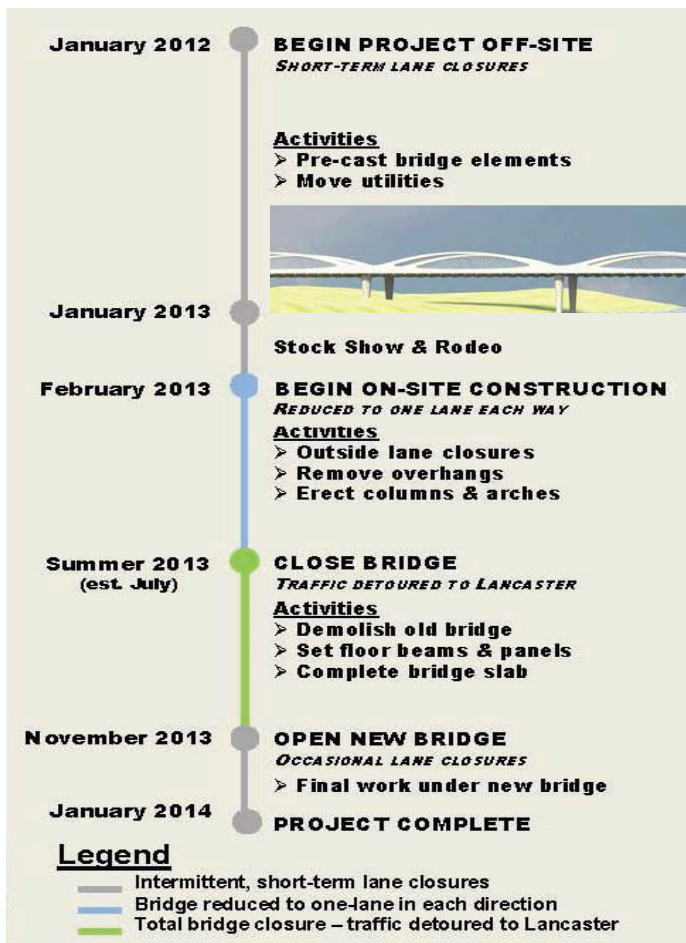 January 2012
BEGIN PROJECT OFF-SITE
SHORT-TERM LANE CLOSURES
Activities
➢ Pre-cast bridge elements
➢ Move utilities
January 2013
Stock Show & Rodeo
February 2013
BEGIN ON-SITE CONSTRUCTION
REDUCED TO ONE LANE EACH WAY
Activities
➢ Outside lane closures
➢ Remove overhangs
➢ Erect columns & arches
Summer 2013
(est. July)
CLOSE BRIDGE
TRAFFIC DETOURED TO LANCASTER
Activities
➢ Demolish old bridge
➢ Set floor beams & panels
➢ Complete bridge slab
November 2013
OPEN NEW BRIDGE
OCCASIONAL LANE CLOSURES
➢ Final work under new bridge
January 2014
PROJECT COMPLETE
Legend
Intermittent, short-term lane closures
Bridge reduced to one-lane in each direction
Total bridge closure – traffic detoured to Lancaster